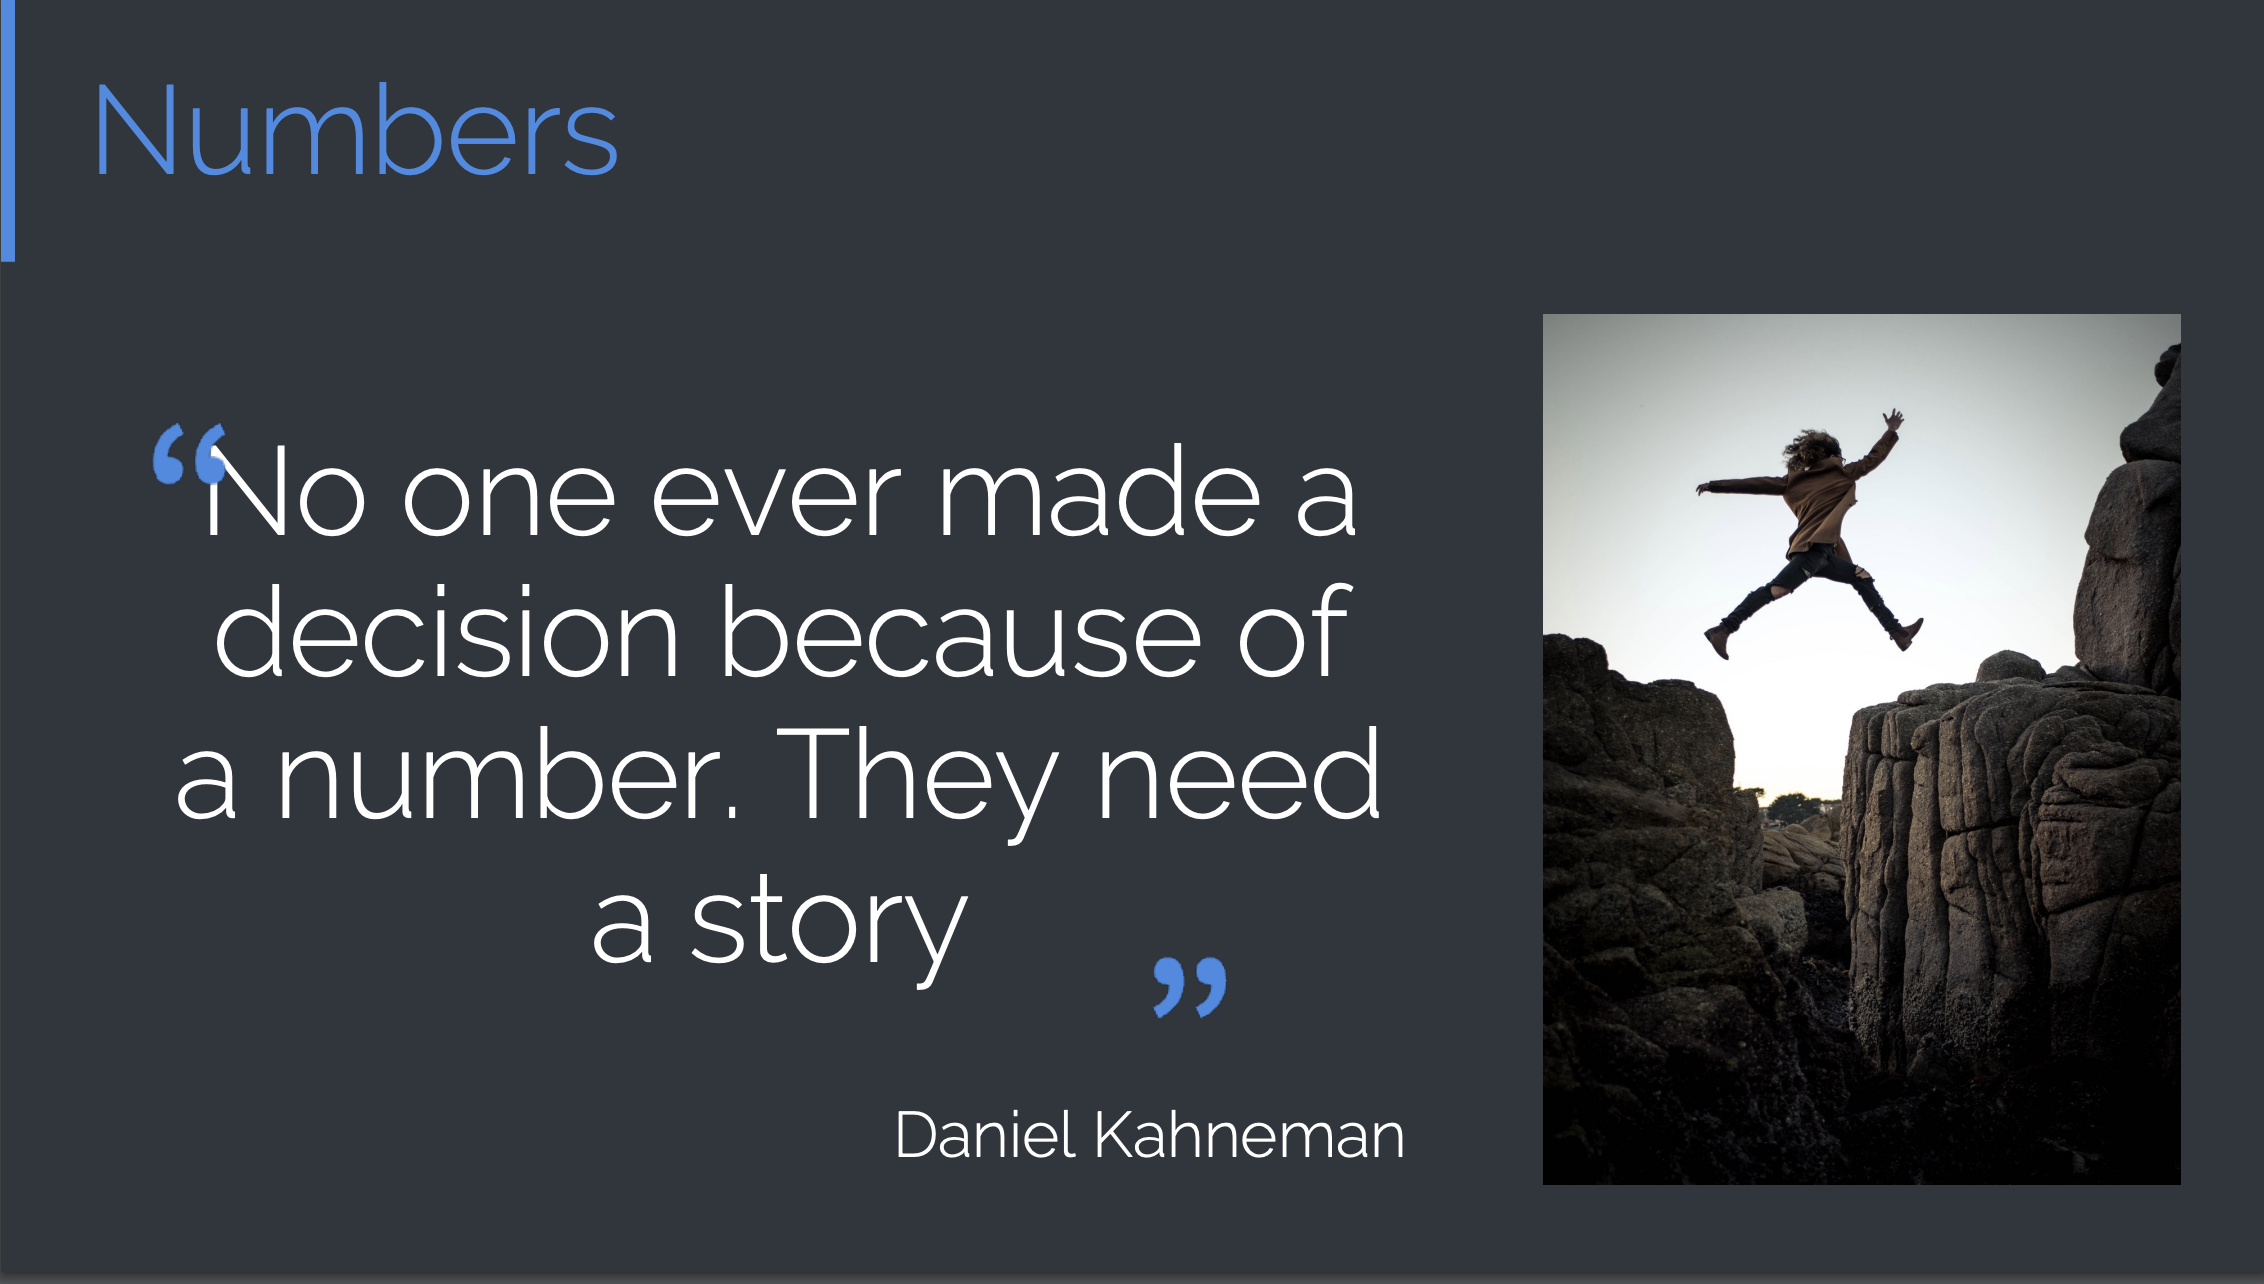 Numbers
“No one ever made a
decision because of
a number. They need
a story
”
Daniel Kahneman